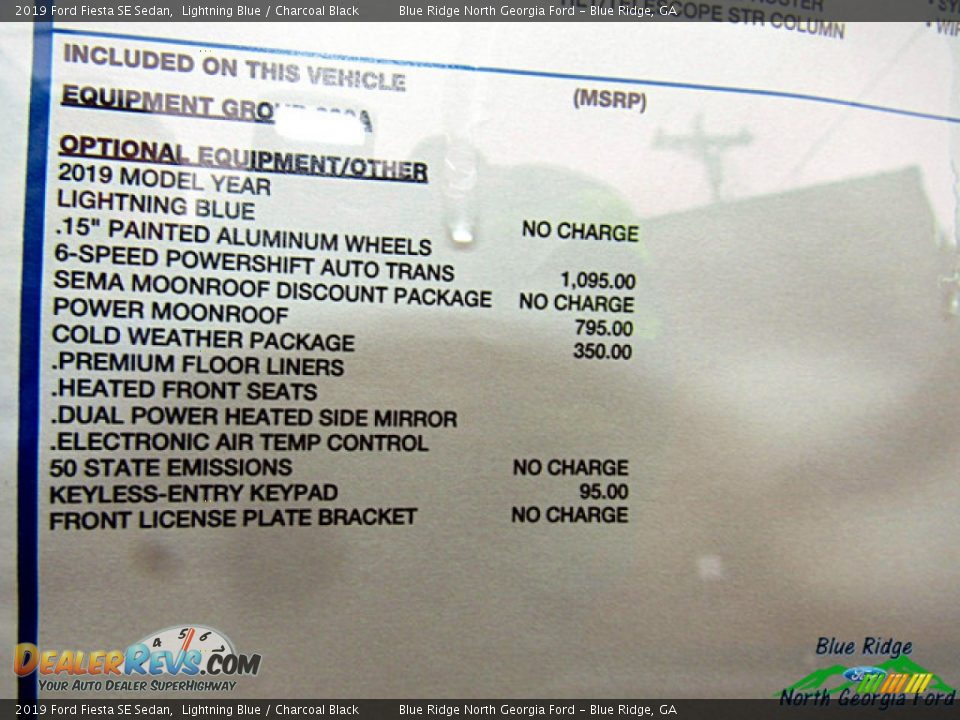 2019 Ford Fiesta SE Sedan, Lightning Blue / Charcoal Black Blue Ridge North Georgia Ford - Blue Ridge, GA
STR COLUMN
INCLUDED ON THIS VEHICLE
(MSRP)
EQUIPMENT
OPTIONAL EQUIPMENT/OTHER
2019 MODEL YEAR
LIGHTNING BLUE NO CHARGE
.15" PAINTED ALUMINUM WHEELS
6-SPEED POWERSHIFT AUTO TRANS 1,095.00
SEMA MOONROOF DISCOUNT PACKAGE NO CHARGE
POWER MOONROOF 795.00
COLD WEATHER PACKAGE 350.00
.PREMIUM FLOOR LINERS
.HEATED FRONT SEATS
.DUAL POWER HEATED SIDE MIRROR
.ELECTRONIC AIR TEMP CONTROL
50 STATE EMISSIONS NO CHARGE
KEYLESS-ENTRY KEYPAD 95.00
FRONT LICENSE PLATE BRACKET NO CHARGE
4 5 6
DEALERREVS.COM
YOUR AUTO DEALER SUPERHIGHWAY
Blue Ridge
Ford
North Georgia Ford
2019 Ford Fiesta SE Sedan, Lightning Blue / Charcoal Black Blue Ridge North Georgia Ford - Blue Ridge, GA